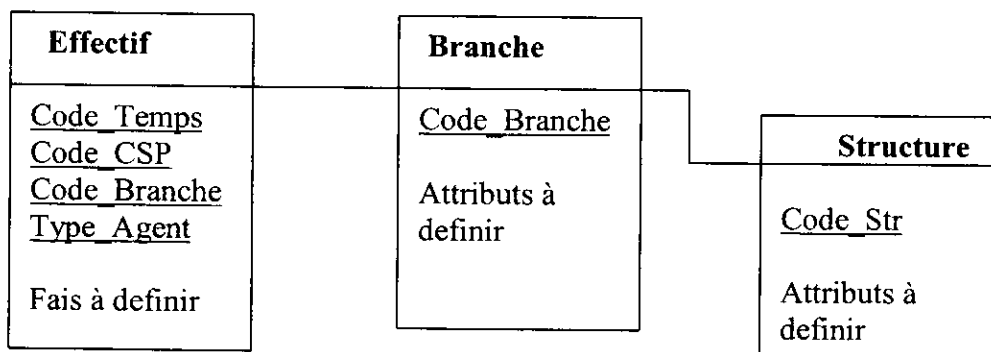 Effectif
Code_Temps
Code_CSP
Code_Branche
Type_Agent
Fais à definir
Branche
Code_Branche
Attributs à
definir
Structure
Code_Str
Attributs à
definir